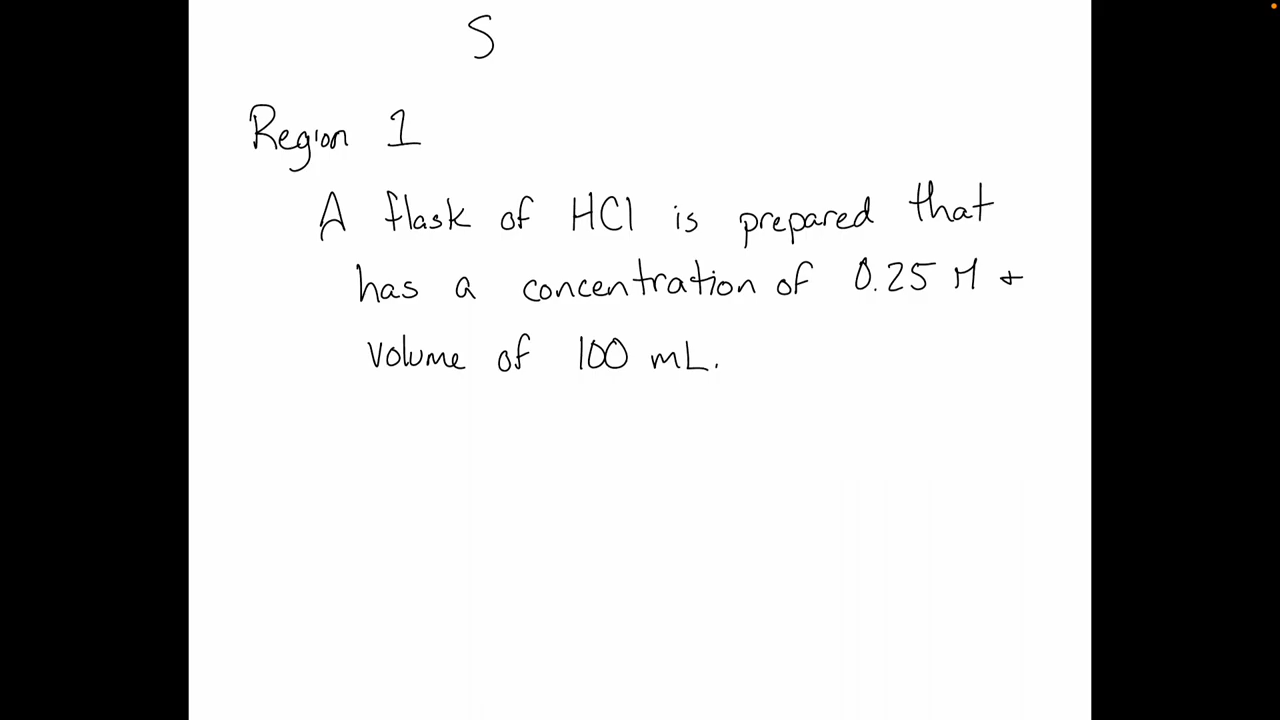 S
Region 1
A flask of HCl is prepared that
has a concentration of 0.25 M +
volume of 100 mL.